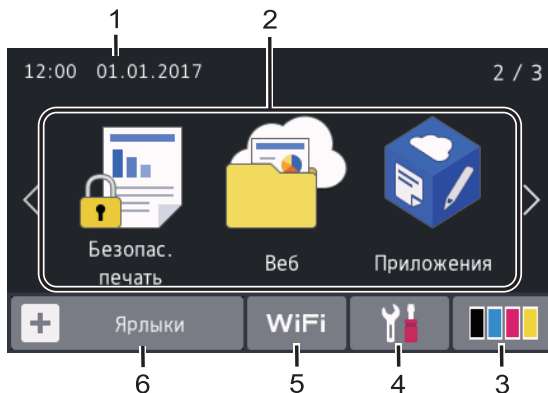 1
2
12:00 01.01.2017
2 / 3
Безопас.
печать
Веб
Приложения
Ярлыки
WiFi
6
5
4
3